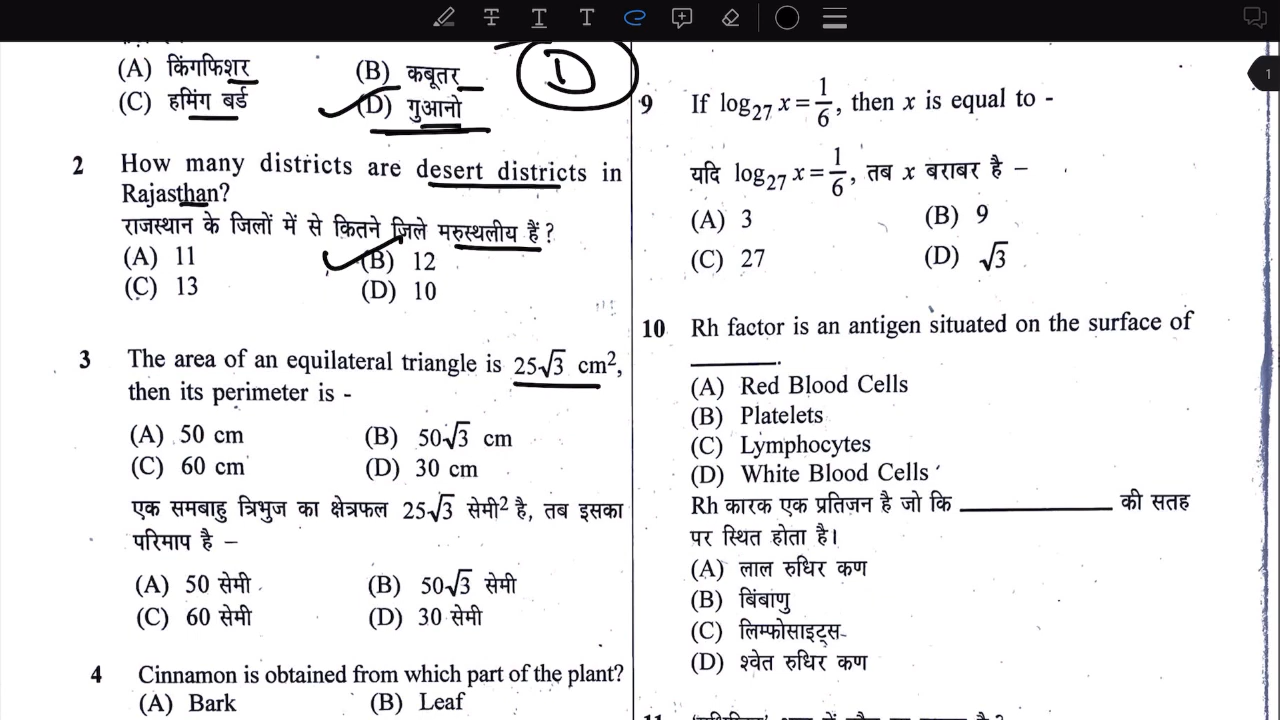 (A) किंगफिशर (B) कबूतर
(C) हमिंग बर्ड (D) गुआनो
D
2 How many districts are desert districts in
Rajasthan?
राजस्थान के जिलों में से कितने ज़िले मरुस्थलीय हैं ?
(A) 11 (B) 12
(C) 13 (D) 10
3 The area of an equilateral triangle is 25√3 cm²,
then its perimeter is -
(A) 50 cm (B) 50√3 cm
(C) 60 cm (D) 30 cm
एक समबाहु त्रिभुज का क्षेत्रफल 25√3 सेमी² है, तब इसका
परिमाप है –
(A) 50 सेमी (B) 50√3 सेमी
(C) 60 सेमी (D) 30 सेमी
4 Cinnamon is obtained from which part of the plant?
(A) Bark (B) Leaf
1
9 If log₂₇ x = 1/6, then x is equal to -
यदि log₂₇ x = 1/6, तब x बराबर है –
(A) 3 (B) 9
(C) 27 (D) √3
10 Rh factor is an antigen situated on the surface of
________.
(A) Red Blood Cells
(B) Platelets
(C) Lymphocytes
(D) White Blood Cells
Rh कारक एक प्रतिजन है जो कि ____________ की सतह
पर स्थित होता है।
(A) लाल रुधिर कण
(B) बिंबाणु
(C) लिम्फोसाइट्स
(D) श्वेत रुधिर कण